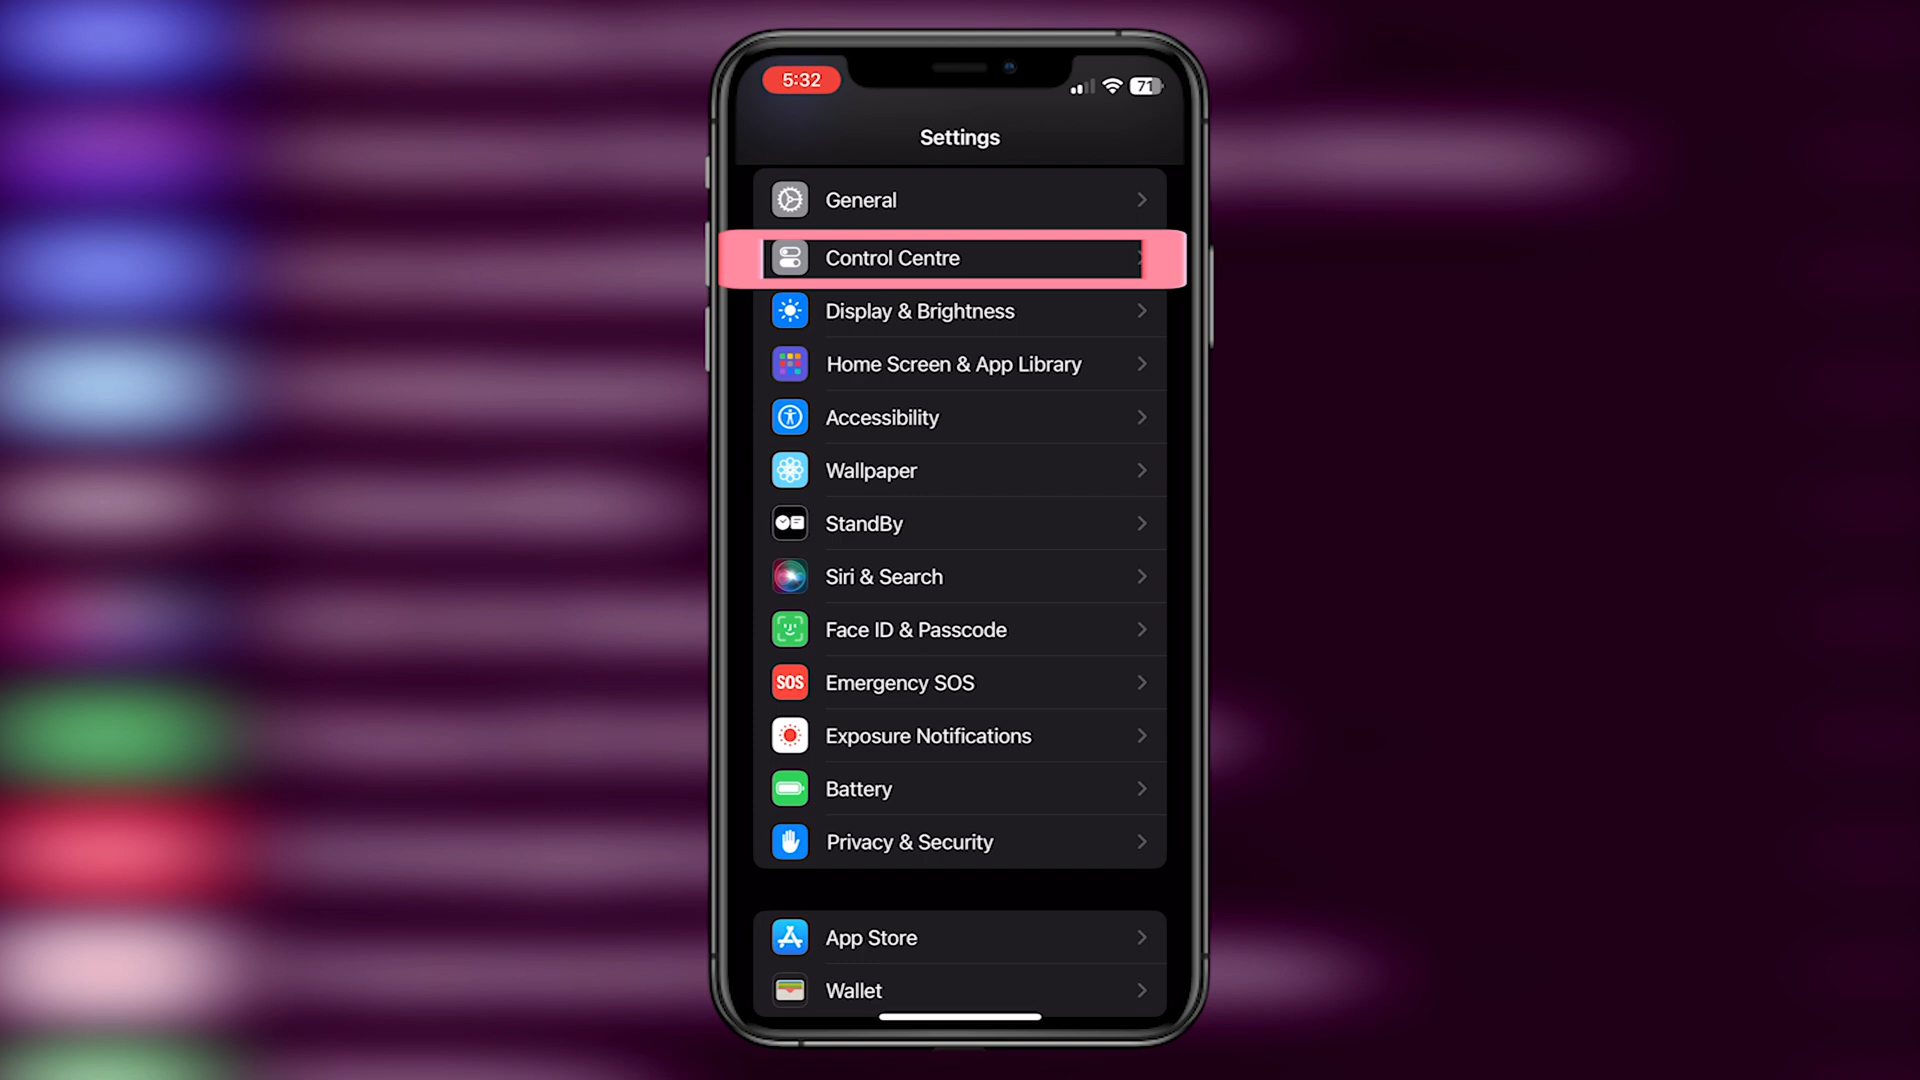 5:32
71
Settings
General
Control Centre
Display & Brightness
Home Screen & App Library
Accessibility
Wallpaper
StandBy
Siri & Search
Face ID & Passcode
SOS
Emergency SOS
Exposure Notifications
Battery
Privacy & Security
App Store
Wallet